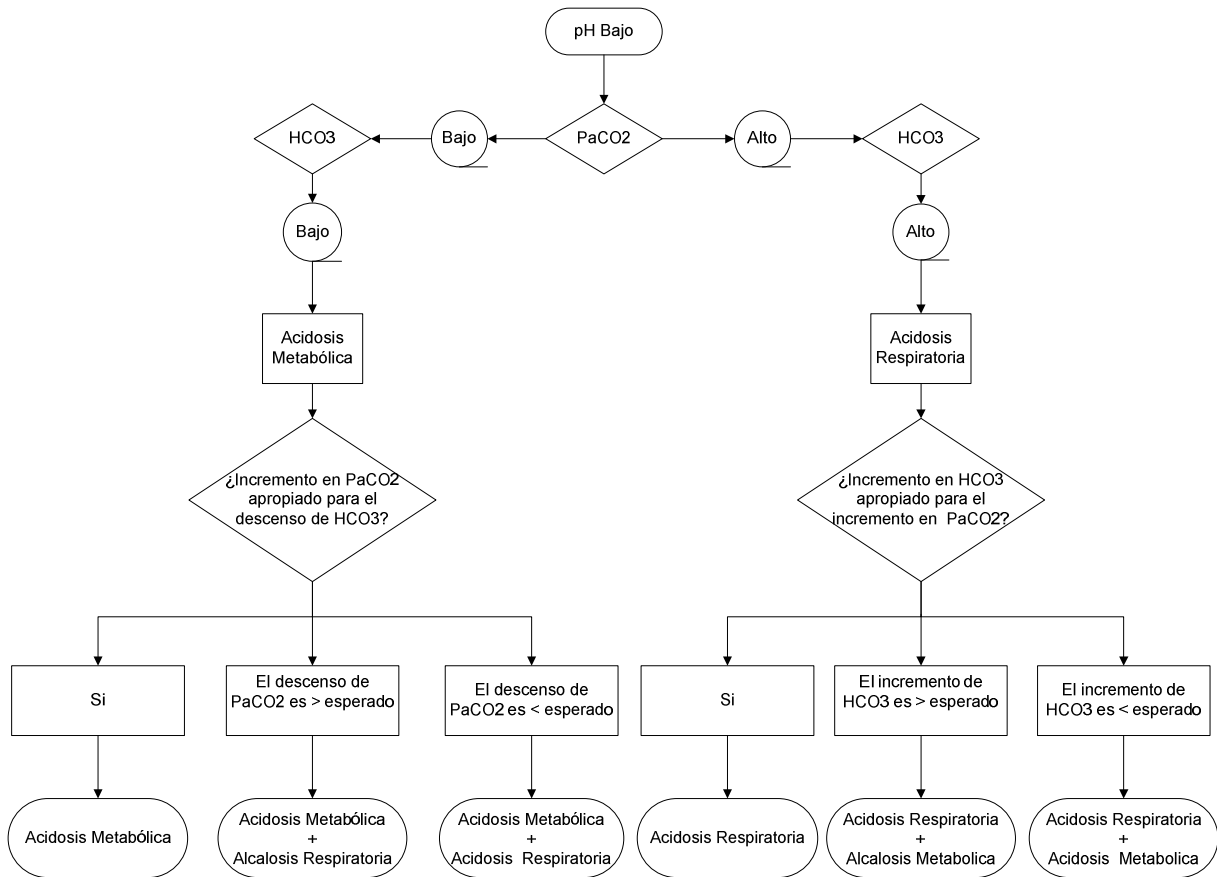 pH Bajo
HCO3
Bajo
PaCO2
Alto
HCO3
Bajo
Alto
Acidosis
Metabólica
Acidosis
Respiratoria
¿Incremento en PaCO2
apropiado para el
descenso de HCO3?
¿Incremento en HCO3
apropiado para el
incremento en PaCO2?
Si
El descenso de
PaCO2 es > esperado
El descenso de
PaCO2 es < esperado
Si
El incremento de
HCO3 es > esperado
El incremento de
HCO3 es < esperado
Acidosis Metabólica
Acidosis Metabólica
+
Alcalosis Respiratoria
Acidosis Metabólica
+
Acidosis Respiratoria
Acidosis Respiratoria
Acidosis Respiratoria
+
Alcalosis Metabolica
Acidosis Respiratoria
+
Acidosis Metabolica